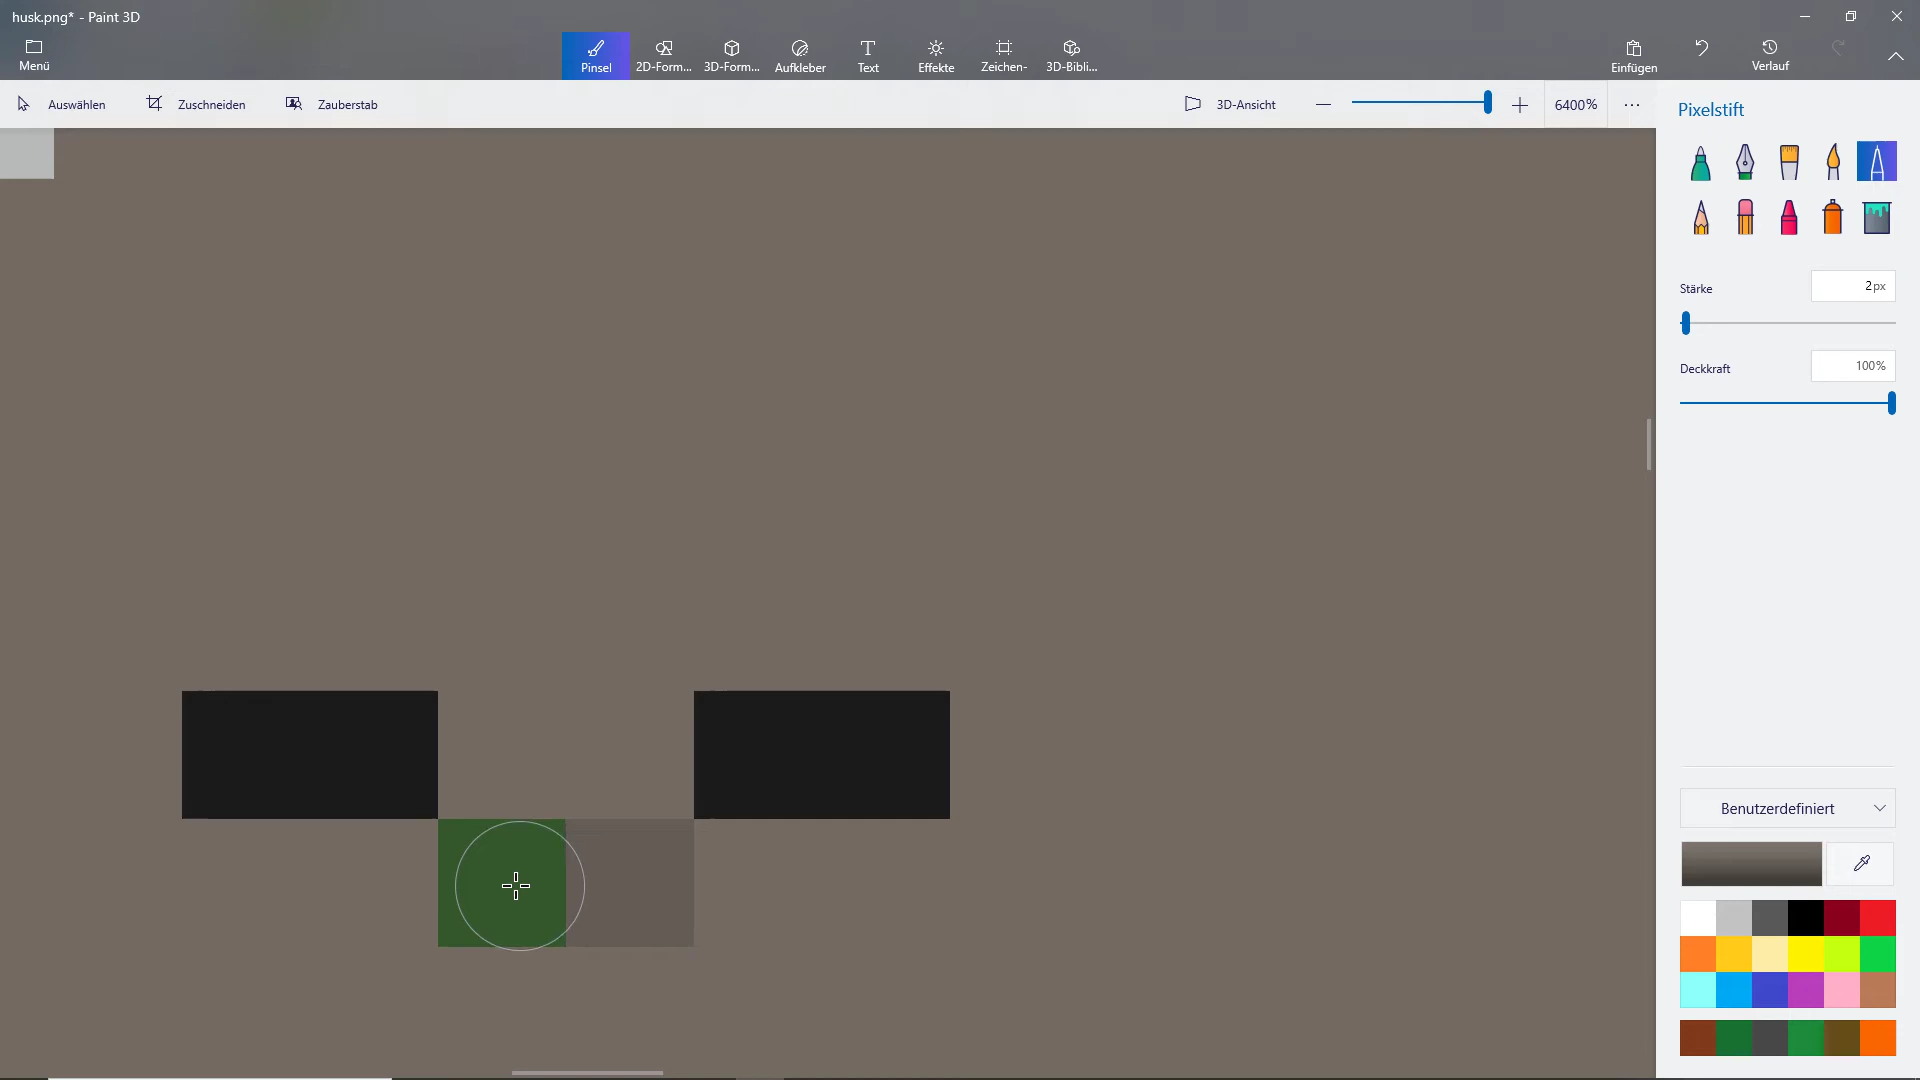 husk.png* - Paint 3D
Menü
Pinsel
2D-Form...
3D-Form...
Aufkleber
Text
Effekte
Zeichen-
3D-Bibli...
Einfügen
Verlauf
Auswählen
Zuschneiden
Zauberstab
3D-Ansicht
6400%
Pixelstift
Stärke
2px
Deckkraft
100%
Benutzerdefiniert